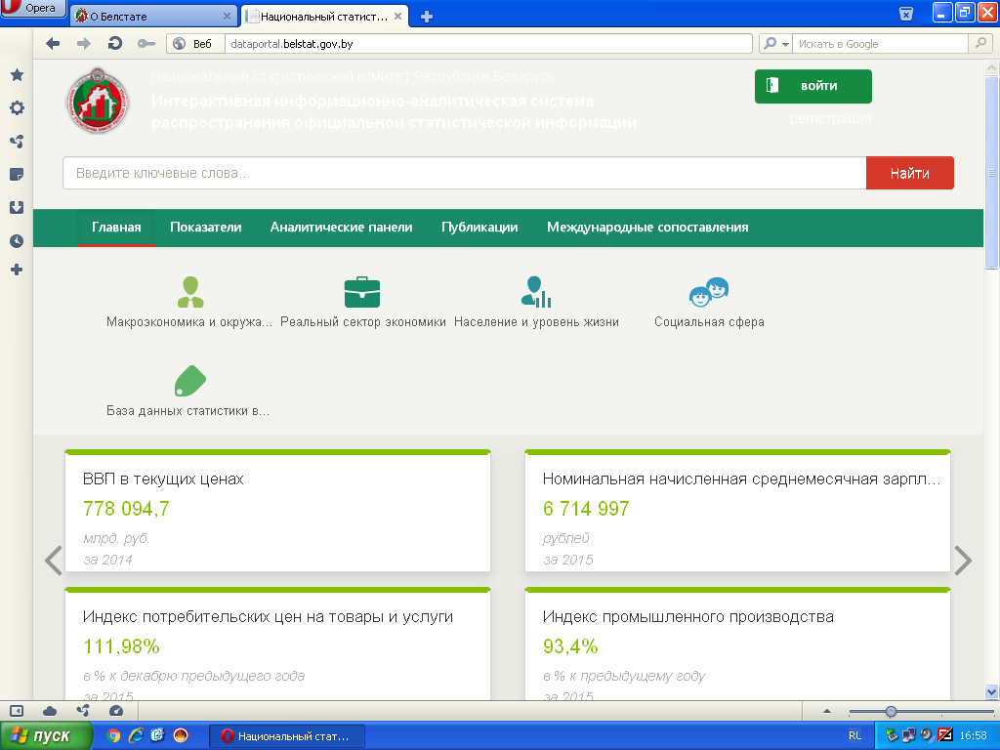 Opera
О Белстате
Национальный статист...
Веб
dataportal.belstat.gov.by
Искать в Google
Национальный статистический комитет Республики Беларусь
Интерактивная информационно-аналитическая система
распространения официальной статистической информации
войти
регистрация
Введите ключевые слова...
Найти
Главная
Показатели
Аналитические панели
Публикации
Международные сопоставления
Макроэкономика и окружа...
Реальный сектор экономики
Население и уровень жизни
Социальная сфера
База данных статистики в...
ВВП в текущих ценах
778 094,7
млрд. руб.
за 2014
Номинальная начисленная среднемесячная зарпл...
6 714 997
рублей
за 2015
Индекс потребительских цен на товары и услуги
111,98%
в % к декабрю предыдущего года
за 2015
Индекс промышленного производства
93,4%
в % к предыдущему году
за 2015
пуск
Национальный стат...
RL
16:58